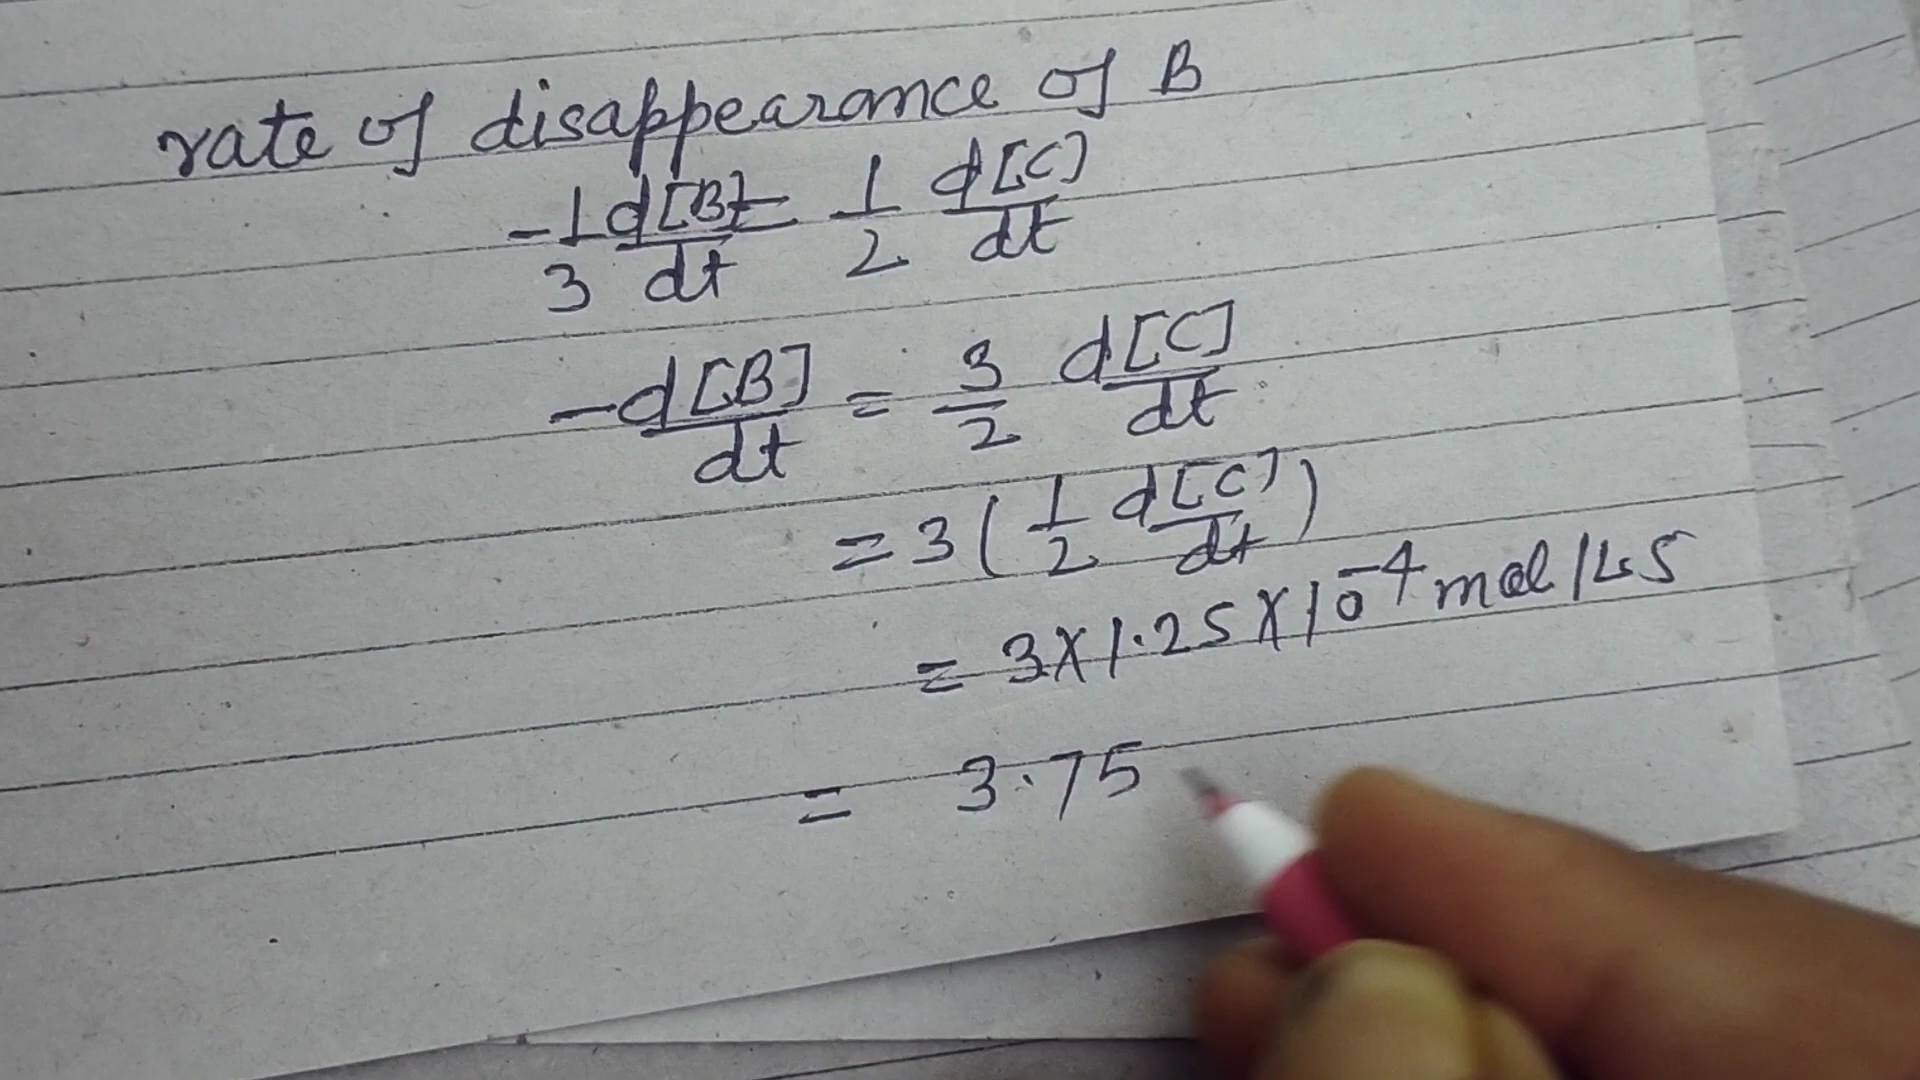 rate of disappearance of B
-1/3 d[B]/dt = 1/2 d[C]/dt
-d[B]/dt = 3/2 d[C]/dt
= 3 (1/2 d[C]/dt)
= 3 X 1.25 X 10^-4 mol/L.S
= 3.75